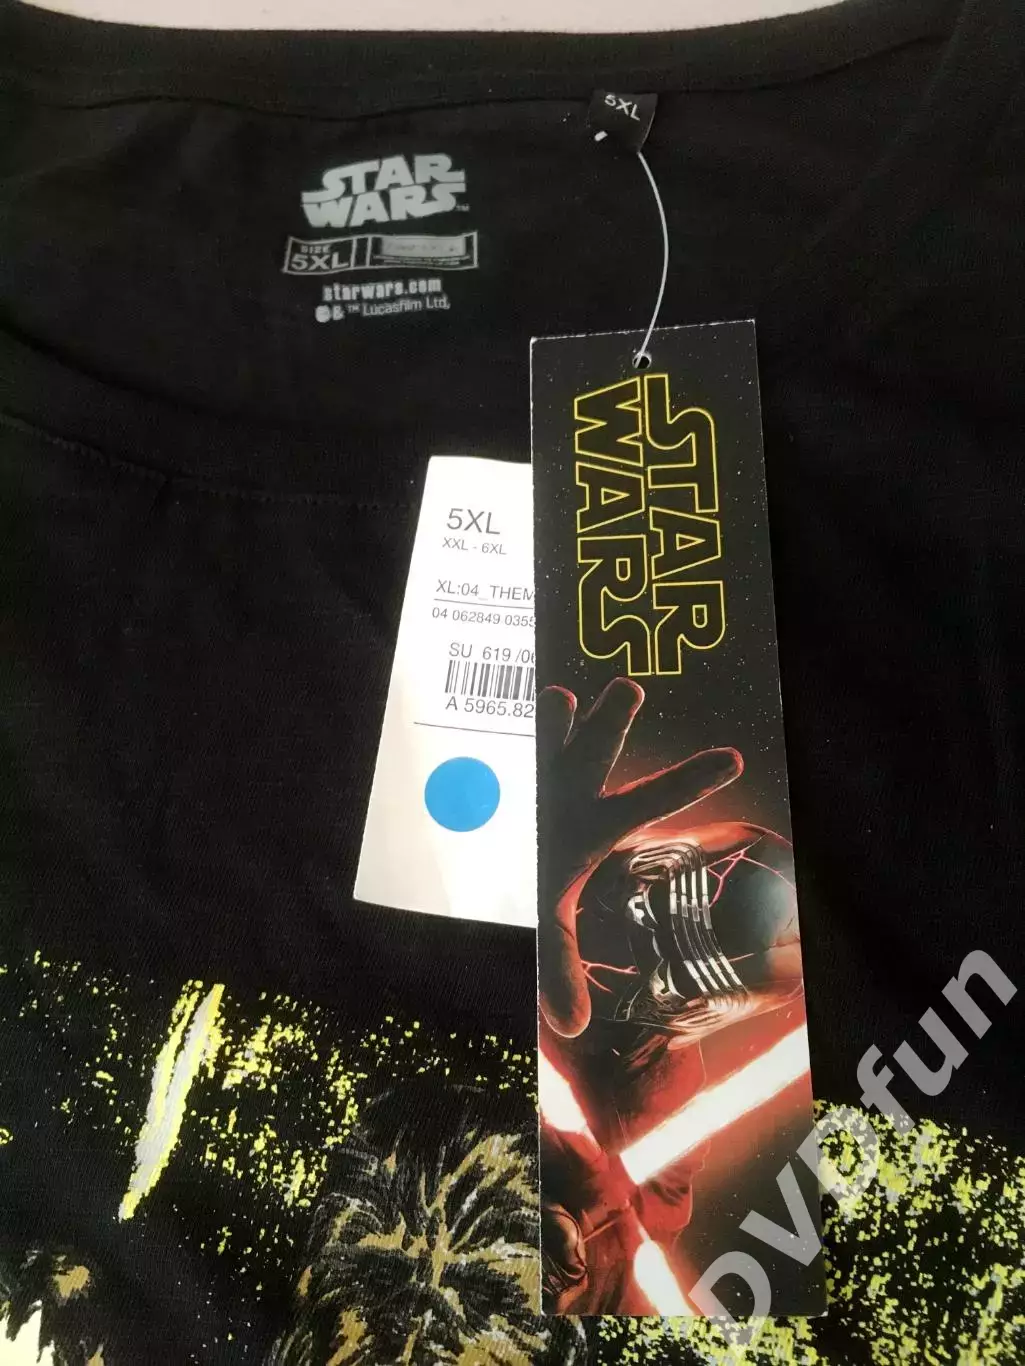 5XL
STAR
WARS™
SIZE
5XL
starwars.com
& ™ Lucasfilm Ltd.
5XL
XXL - 6XL
XL:04_THEM
04 062849 0355
SU 619 /06
A 5965.82
STAR
WARS
DVDfun